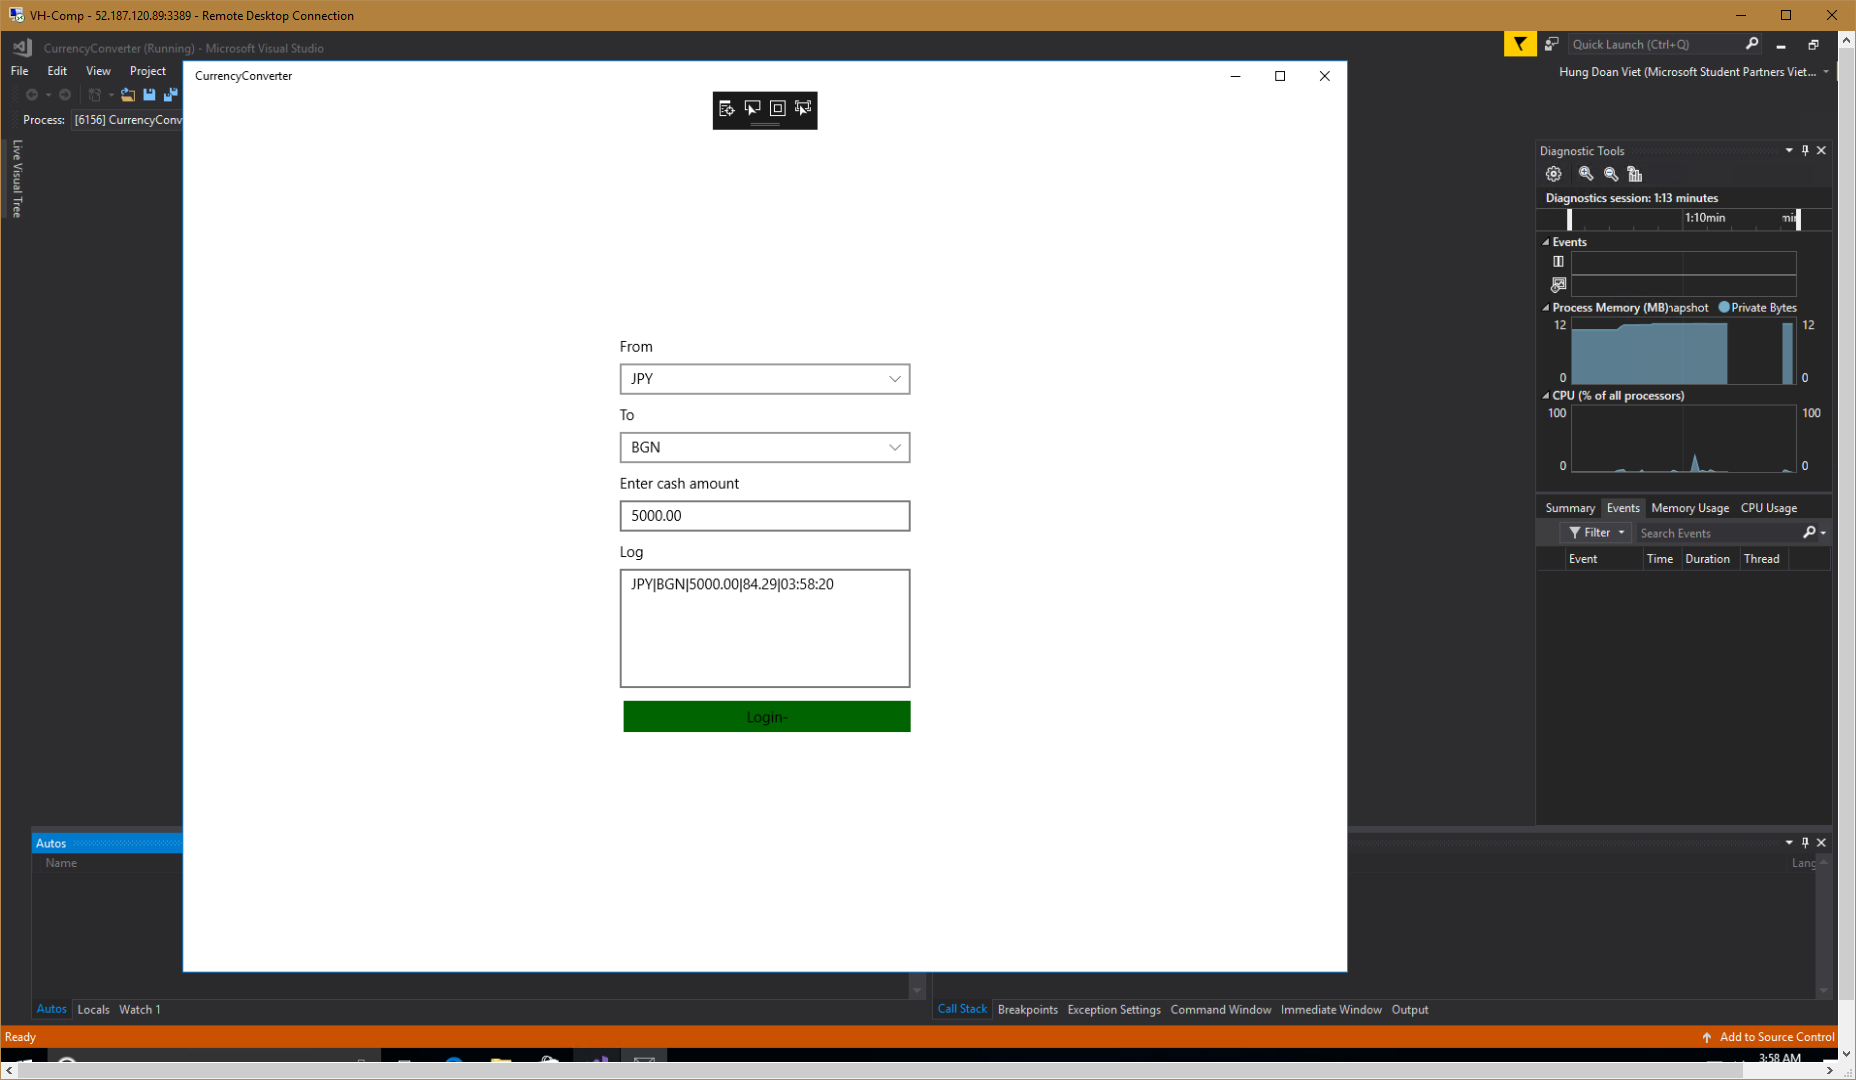 VH-Comp - 52.187.120.89:3389 - Remote Desktop Connection
CurrencyConverter (Running) - Microsoft Visual Studio
Quick Launch (Ctrl+Q)
File Edit View Project
Hung Doan Viet (Microsoft Student Partners Viet...
Process: [6156] CurrencyConv
Live Visual Tree
CurrencyConverter
From
JPY
To
BGN
Enter cash amount
5000.00
Log
JPY|BGN|5000.00|84.29|03:58:20
Login-
Diagnostic Tools
Diagnostics session: 1:13 minutes
1:10min
Events
Process Memory (MB) napshot Private Bytes
12 12
0 0
CPU (% of all processors)
100 100
0 0
Summary Events Memory Usage CPU Usage
Filter Search Events
Event Time Duration Thread
Autos
Name
Lang
Autos Locals Watch 1
Call Stack Breakpoints Exception Settings Command Window Immediate Window Output
Ready
Add to Source Control
3:58 AM